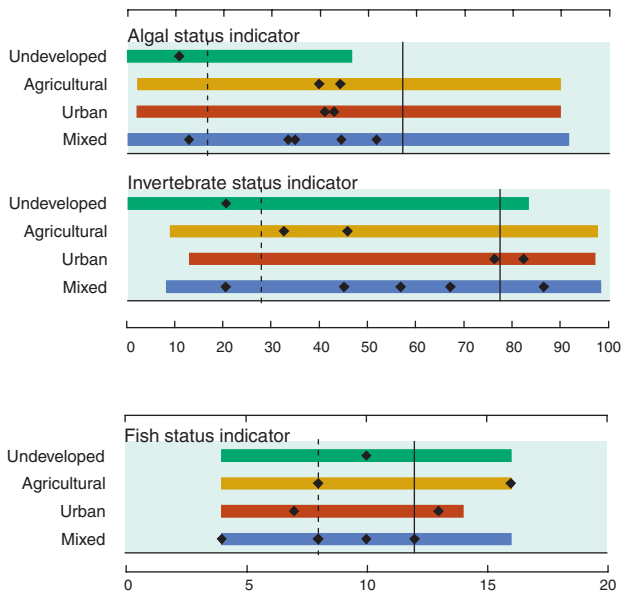 Algal status indicator
Undeveloped
Agricultural
Urban
Mixed
Invertebrate status indicator
Undeveloped
Agricultural
Urban
Mixed
0 10 20 30 40 50 60 70 80 90 100
Fish status indicator
Undeveloped
Agricultural
Urban
Mixed
0 5 10 15 20